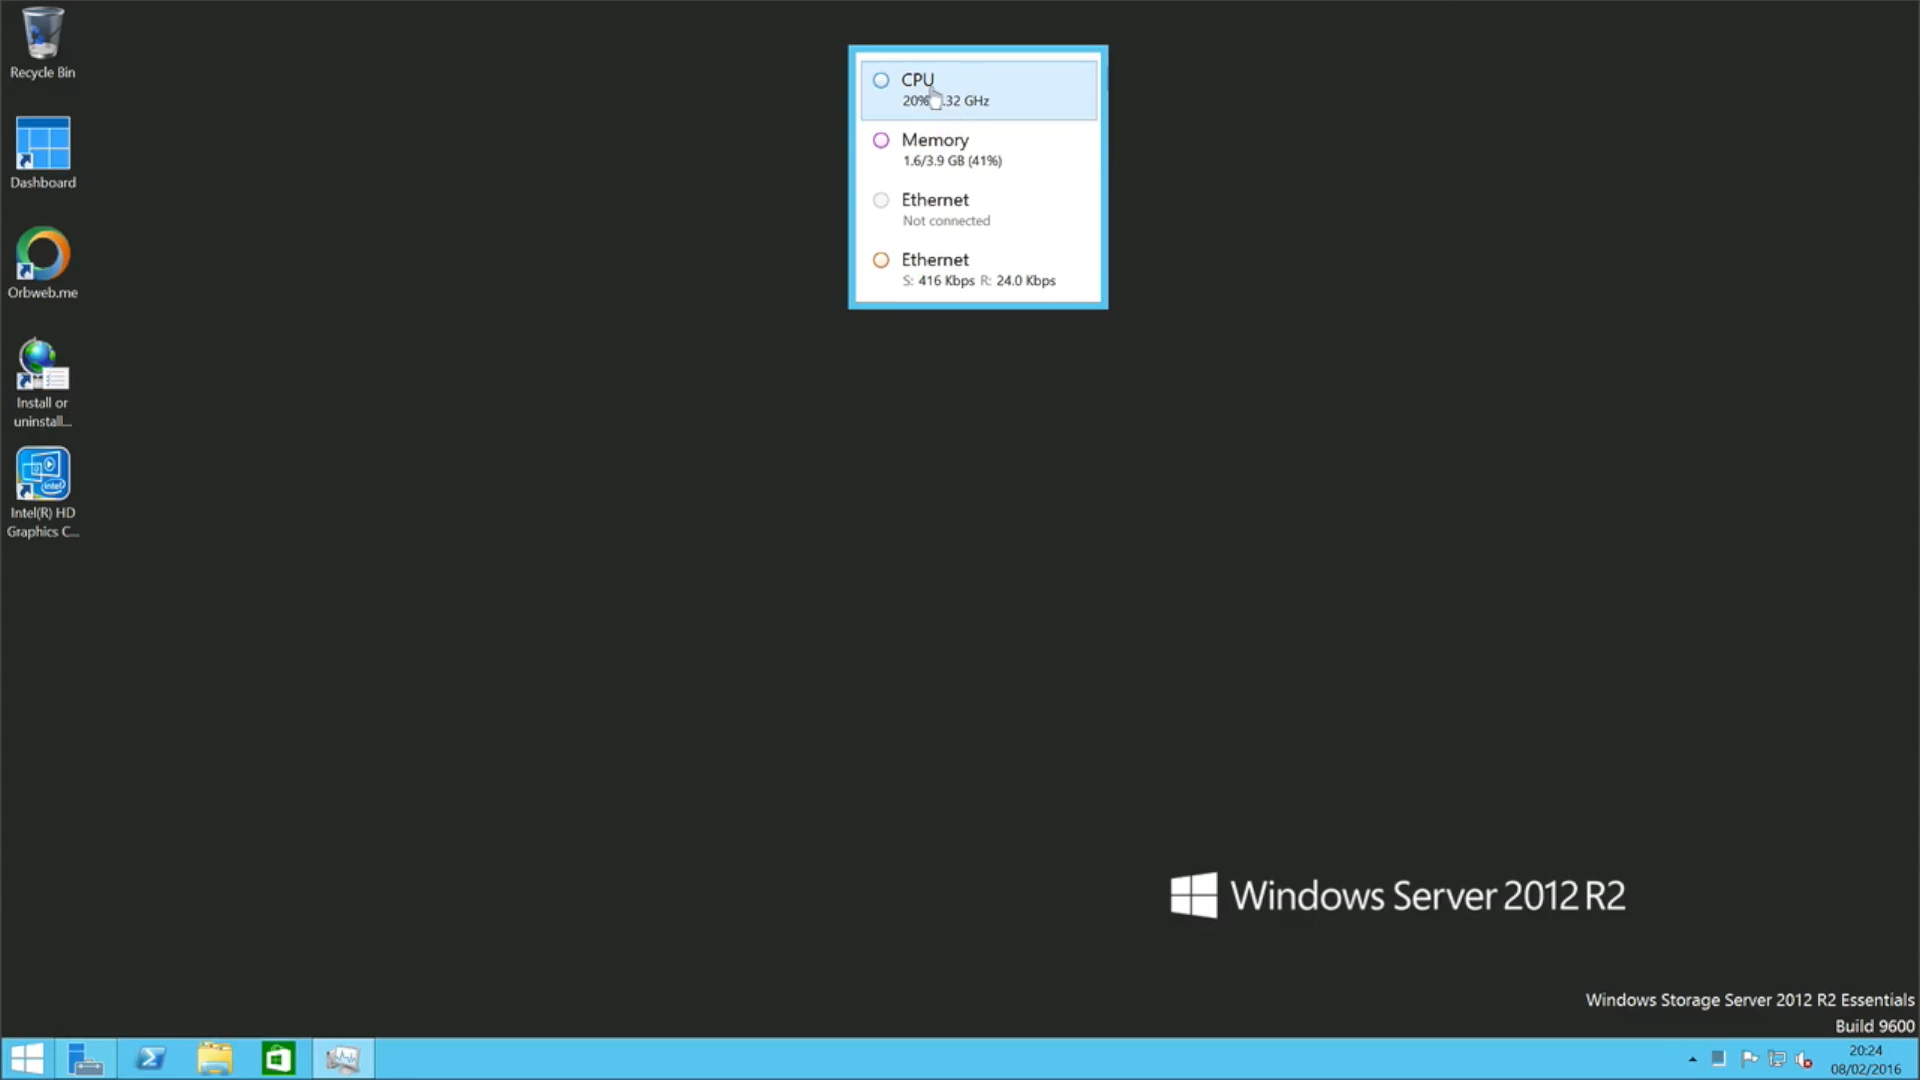 Recycle Bin
Dashboard
Orbweb.me
Install or
uninstall...
Intel(R) HD
Graphics C...
CPU
20% .32 GHz
Memory
1.6/3.9 GB (41%)
Ethernet
Not connected
Ethernet
S: 416 Kbps R: 24.0 Kbps
Windows Server 2012 R2
Windows Storage Server 2012 R2 Essentials
Build 9600
20:24
08/02/2016